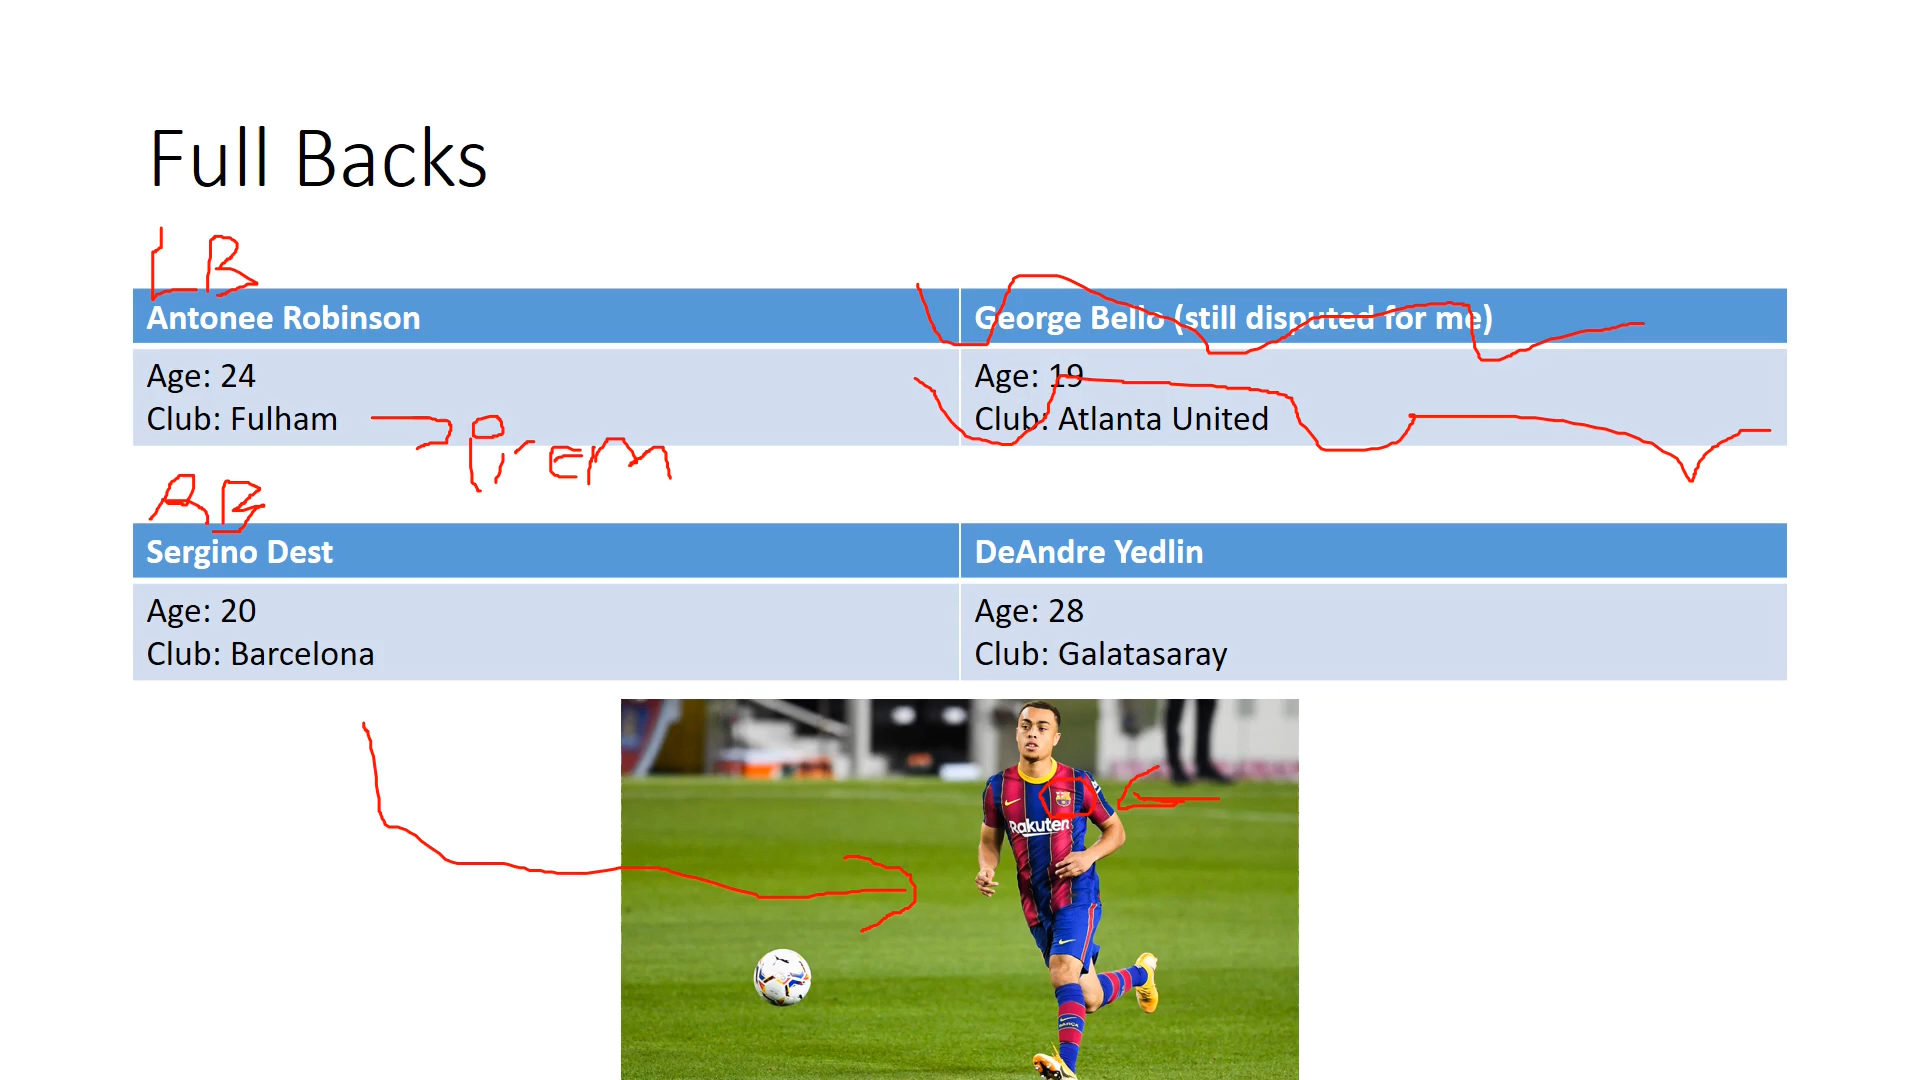 Full Backs
LB
Antonee Robinson
George Bello (still disputed for me)
Age: 24
Club: Fulham
Prem
Age: 19
Club: Atlanta United
RB
Sergino Dest
DeAndre Yedlin
Age: 20
Club: Barcelona
Age: 28
Club: Galatasaray
Rakuten
BARÇA